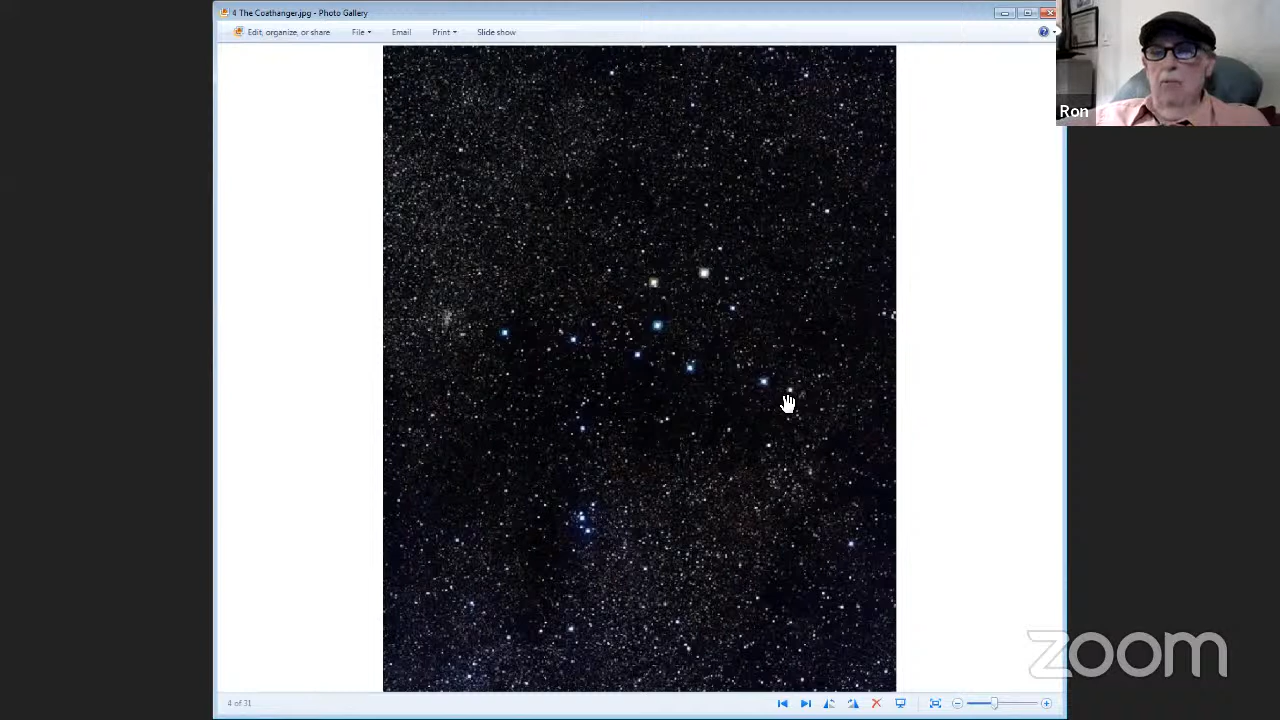 4 The Coathanger.jpg - Photo Gallery
Edit, organize, or share File Email Print Slide show
Ron
zoom
4 of 31